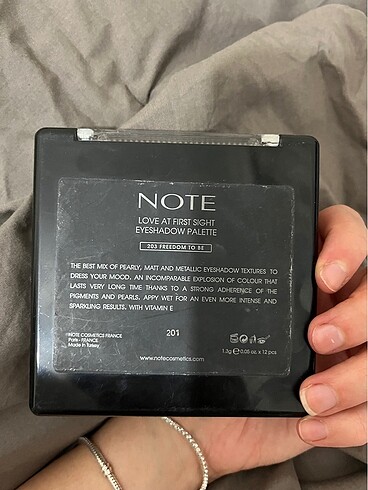 NOTE
LOVE AT FIRST SIGHT
EYESHADOW PALETTE
203 FREEDOM TO BE
THE BEST MIX OF PEARLY, MATT AND METALLIC EYESHADOW TEXTURES TO
DRESS YOUR MOOD. AN INCOMPARABLE EXPLOSION OF COLOUR THAT
LASTS VERY LONG TIME THANKS TO A STRONG ADHERENCE OF THE
PIGMENTS AND PEARLS. APPY WET FOR AN EVEN MORE INTENSE AND
SPARKLING RESULTS. WITH VITAMIN E
201
NOTE COSMETICS FRANCE
Paris - FRANCE
Made in Turkey
1.3g e 0.05 oz. x 12 pcs
www.notecosmetics.com